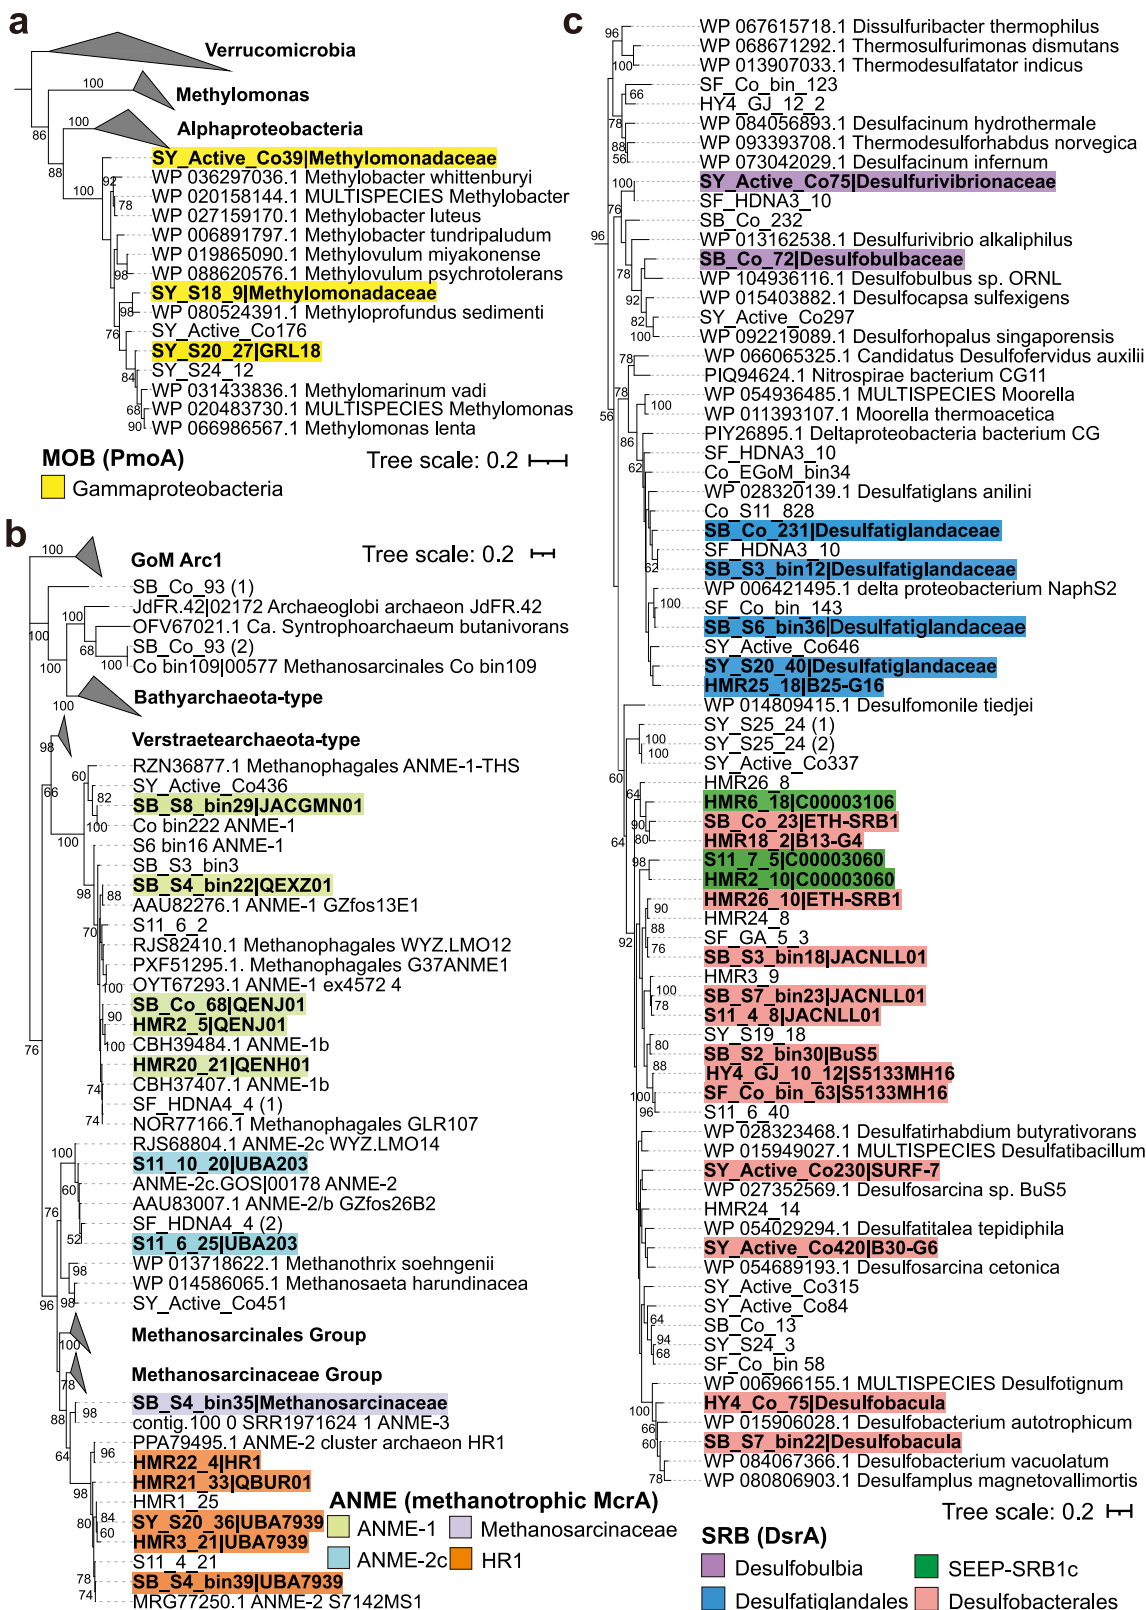 a
Verrucomicrobia
100
Methylomonas
86
100
Alphaproteobacteria
88
SY_Active_Co39|Methylomonadaceae
100
92
WP 036297036.1 Methylobacter whittenburyi
78
WP 020158144.1 MULTISPECIES Methylobacter
WP 027159170.1 Methylobacter luteus
WP 006891797.1 Methylobacter tundripaludum
WP 019865090.1 Methylovulum miyakonense
98
WP 088620576.1 Methylovulum psychrotolerans
SY_S18_9|Methylomonadaceae
98
WP 080524391.1 Methyloprofundus sedimenti
76
SY_Active_Co176
SY_S20_27|GRL18
84
SY_S24_12
WP 031433836.1 Methylomarinum vadi
68
WP 020483730.1 MULTISPECIES Methylomonas
90
WP 066986567.1 Methylomonas lenta
MOB (PmoA)
Tree scale: 0.2
Gammaproteobacteria
b
100
GoM Arc1
Tree scale: 0.2
SB_Co_93 (1)
100
JdFR.42|02172 Archaeoglobi archaeon JdFR.42
100
OFV67021.1 Ca. Syntrophoarchaeum butanivorans
68
SB_Co_93 (2)
100
100
Co bin109|00577 Methanosarcinales Co bin109
100
Bathyarchaeota-type
98
Verstraetearchaeota-type
66
60
RZN36877.1 Methanophagales ANME-1-THS
SY_Active_Co436
82
SB_S8_bin29|JACGMN01
100
Co bin222 ANME-1
100
S6 bin16 ANME-1
SB_S3_bin3
98
88
SB_S4_bin22|QEXZ01
AAU82276.1 ANME-1 GZfos13E1
70
S11_6_2
RJS82410.1 Methanophagales WYZ.LMO12
PXF51295.1. Methanophagales G37ANME1
100
OYT67293.1 ANME-1 ex4572 4
SB_Co_68|QENJ01
90
HMR2_5|QENJ01
100
CBH39484.1 ANME-1b
76
HMR20_21|QENH01
74
CBH37407.1 ANME-1b
SF_HDNA4_4 (1)
74
NOR77166.1 Methanophagales GLR107
100
RJS68804.1 ANME-2c WYZ.LMO14
S11_10_20|UBA203
60
ANME-2c.GOS|00178 ANME-2
76
AAU83007.1 ANME-2/b GZfos26B2
SF_HDNA4_4 (2)
52
S11_6_25|UBA203
98
WP 013718622.1 Methanothrix soehngenii
WP 014586065.1 Methanosaeta harundinacea
96
98
SY_Active_Co451
Methanosarcinales Group
100
Methanosarcinaceae Group
78
SB_S4_bin35|Methanosarcinaceae
88
98
contig.100 0 SRR1971624 1 ANME-3
96
PPA79495.1 ANME-2 cluster archaeon HR1
64
HMR22_4|HR1
HMR21_33|QBUR01
98
HMR1_25
84
80
SY_S20_36|UBA7939
60
HMR3_21|UBA7939
S11_4_21
78
SB_S4_bin39|UBA7939
74
MRG77250.1 ANME-2 S7142MS1
ANME (methanotrophic McrA)
ANME-1
Methanosarcinaceae
ANME-2c
HR1
c
WP 067615718.1 Dissulfuribacter thermophilus
96
WP 068671292.1 Thermosulfurimonas dismutans
100
WP 013907033.1 Thermodesulfatator indicus
SF_Co_bin_123
66
HY4_GJ_12_2
78
WP 084056893.1 Desulfacinum hydrothermale
88
WP 093393708.1 Thermodesulforhabdus norvegica
56
WP 073042029.1 Desulfacinum infernum
100
SY_Active_Co75|Desulfurivibrionaceae
76
SF_HDNA3_10
SB_Co_232
96
WP 013162538.1 Desulfurivibrio alkaliphilus
SB_Co_72|Desulfobulbaceae
78
WP 104936116.1 Desulfobulbus sp. ORNL
92
WP 015403882.1 Desulfocapsa sulfexigens
82
SY_Active_Co297
100
WP 092219089.1 Desulforhopalus singaporensis
78
WP 066065325.1 Candidatus Desulfofervidus auxilii
PIQ94624.1 Nitrospirae bacterium CG11
78
WP 054936485.1 MULTISPECIES Moorella
100
56
WP 011393107.1 Moorella thermoacetica
86
PIY26895.1 Deltaproteobacteria bacterium CG
SF_HDNA3_10
62
Co_EGoM_bin34
WP 028320139.1 Desulfatiglans anilini
Co_S11_828
SB_Co_231|Desulfatiglandaceae
SF_HDNA3_10
62
SB_S3_bin12|Desulfatiglandaceae
WP 006421495.1 delta proteobacterium NaphS2
100
SF_Co_bin_143
SB_S6_bin36|Desulfatiglandaceae
SY_Active_Co646
SY_S20_40|Desulfatiglandaceae
HMR25_18|B25-G16
WP 014809415.1 Desulfomonile tiedjei
SY_S25_24 (1)
100
SY_S25_24 (2)
100
SY_Active_Co337
60
HMR26_8
64
HMR6_18|C00003106
90
SB_Co_23|ETH-SRB1
64
80
HMR18_2|B13-G4
98
S11_7_5|C00003060
HMR2_10|C00003060
90
HMR26_10|ETH-SRB1
HMR24_8
88
92
SF_GA_5_3
76
SB_S3_bin18|JACNLL01
HMR3_9
100
SB_S7_bin23|JACNLL01
78
S11_4_8|JACNLL01
SY_S19_18
80
SB_S2_bin30|BuS5
88
HY4_GJ_10_12|S5133MH16
100
SF_Co_bin_63|S5133MH16
96
S11_6_40
WP 028323468.1 Desulfatirhabdium butyrativorans
WP 015949027.1 MULTISPECIES Desulfatibacillum
SY_Active_Co230|SURF-7
WP 027352569.1 Desulfosarcina sp. BuS5
HMR24_14
WP 054029294.1 Desulfatitalea tepidiphila
SY_Active_Co420|B30-G6
WP 054689193.1 Desulfosarcina cetonica
SY_Active_Co315
SY_Active_Co84
64
SB_Co_13
94
SY_S24_3
68
SF_Co_bin 58
WP 006966155.1 MULTISPECIES Desulfotignum
HY4_Co_75|Desulfobacula
100
66
WP 015906028.1 Desulfobacterium autotrophicum
60
SB_S7_bin22|Desulfobacula
WP 084067366.1 Desulfobacterium vacuolatum
78
WP 080806903.1 Desulfamplus magnetovallimortis
Tree scale: 0.2
SRB (DsrA)
Desulfobulbia
SEEP-SRB1c
Desulfatiglandales
Desulfobacterales